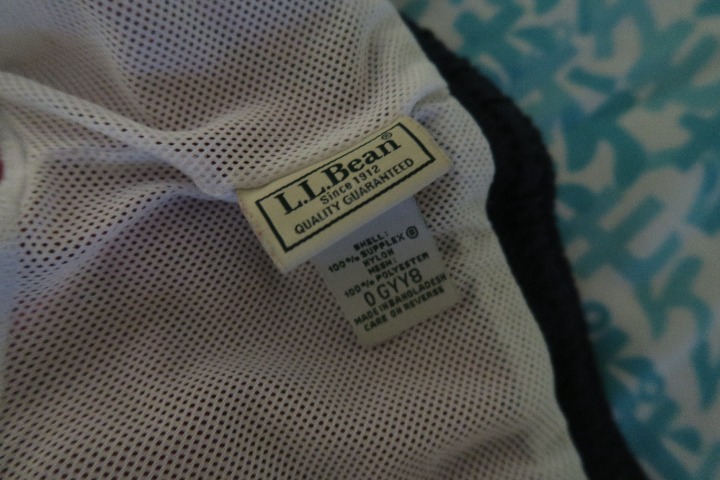 L.L.Bean®
Since 1912
QUALITY GUARANTEED
SHELL:
100% SUPPLEX®
NYLON
MESH:
100% POLYESTER
0GYY8
MADE IN BANGLADESH
CARE ON REVERSE